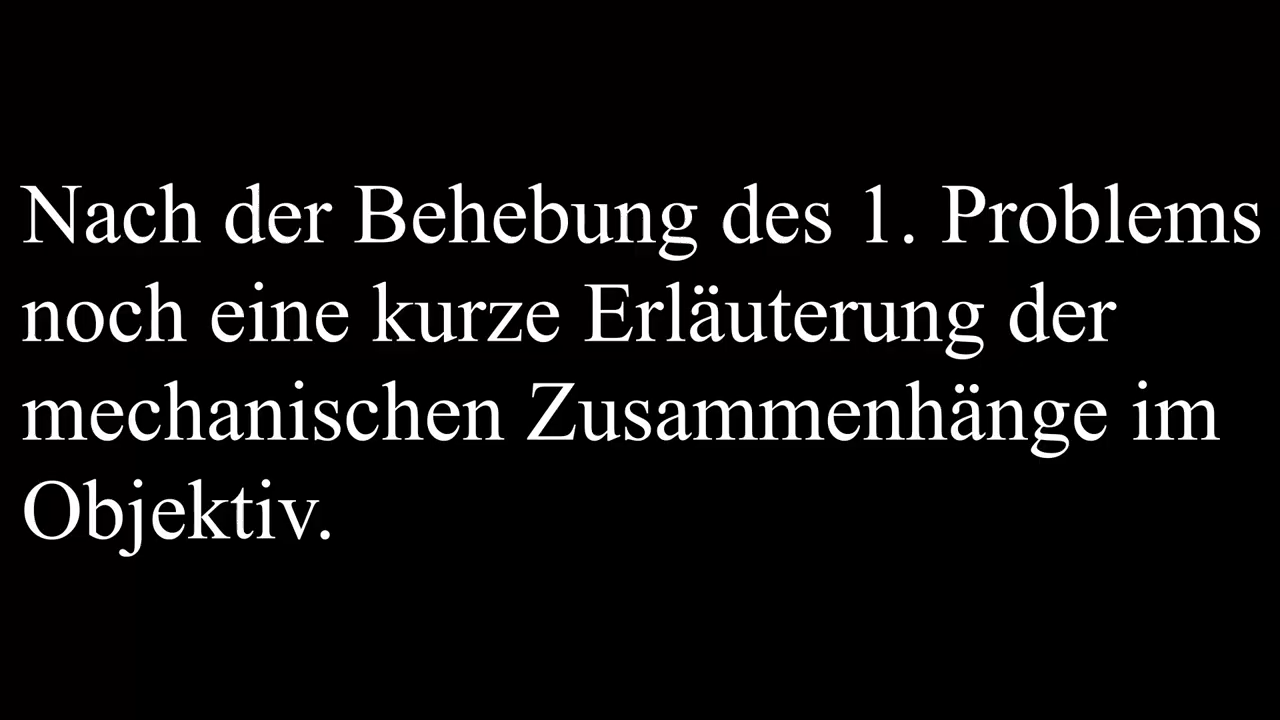 Nach der Behebung des 1. Problems
noch eine kurze Erläuterung der
mechanischen Zusammenhänge im
Objektiv.